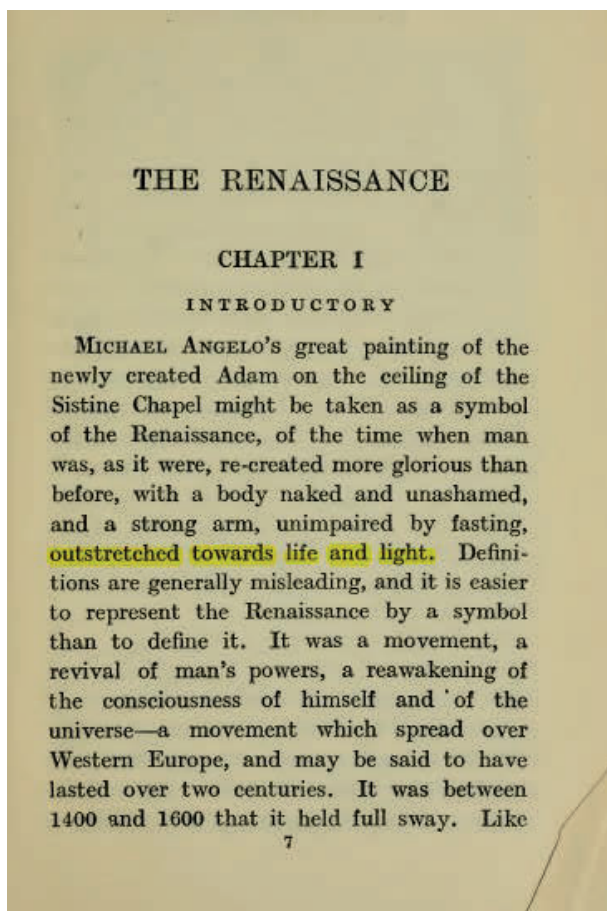 THE RENAISSANCE
CHAPTER I
INTRODUCTORY
MICHAEL ANGELO'S great painting of the
newly created Adam on the ceiling of the
Sistine Chapel might be taken as a symbol
of the Renaissance, of the time when man
was, as it were, re-created more glorious than
before, with a body naked and unashamed,
and a strong arm, unimpaired by fasting,
outstretched towards life and light. Defini-
tions are generally misleading, and it is easier
to represent the Renaissance by a symbol
than to define it. It was a movement, a
revival of man's powers, a reawakening of
the consciousness of himself and of the
universe—a movement which spread over
Western Europe, and may be said to have
lasted over two centuries. It was between
1400 and 1600 that it held full sway. Like
7